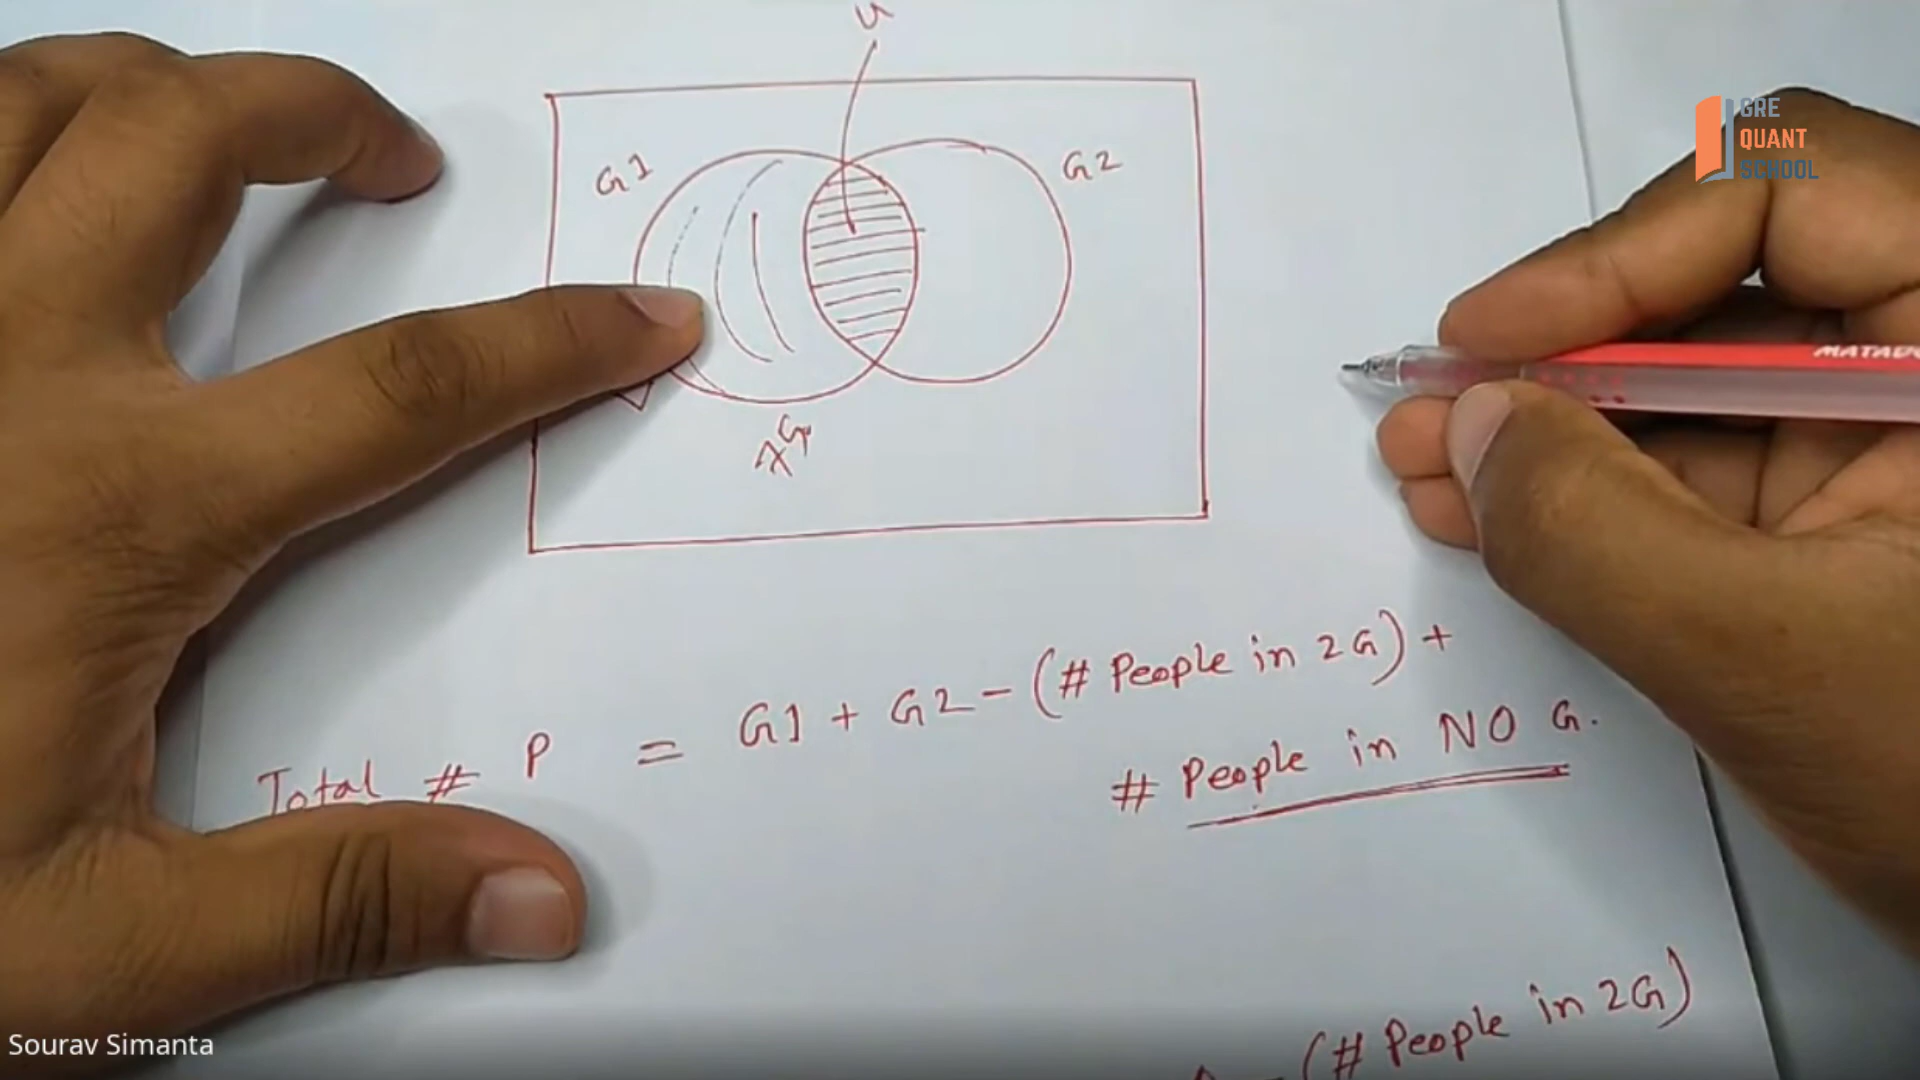 GRE
QUANT
SCHOOL
G1
G2
Total # P = G1 + G2 - (# People in 2G) +
# People in NO G.
- (# People in 2G)
MATADO
Sourav Simanta